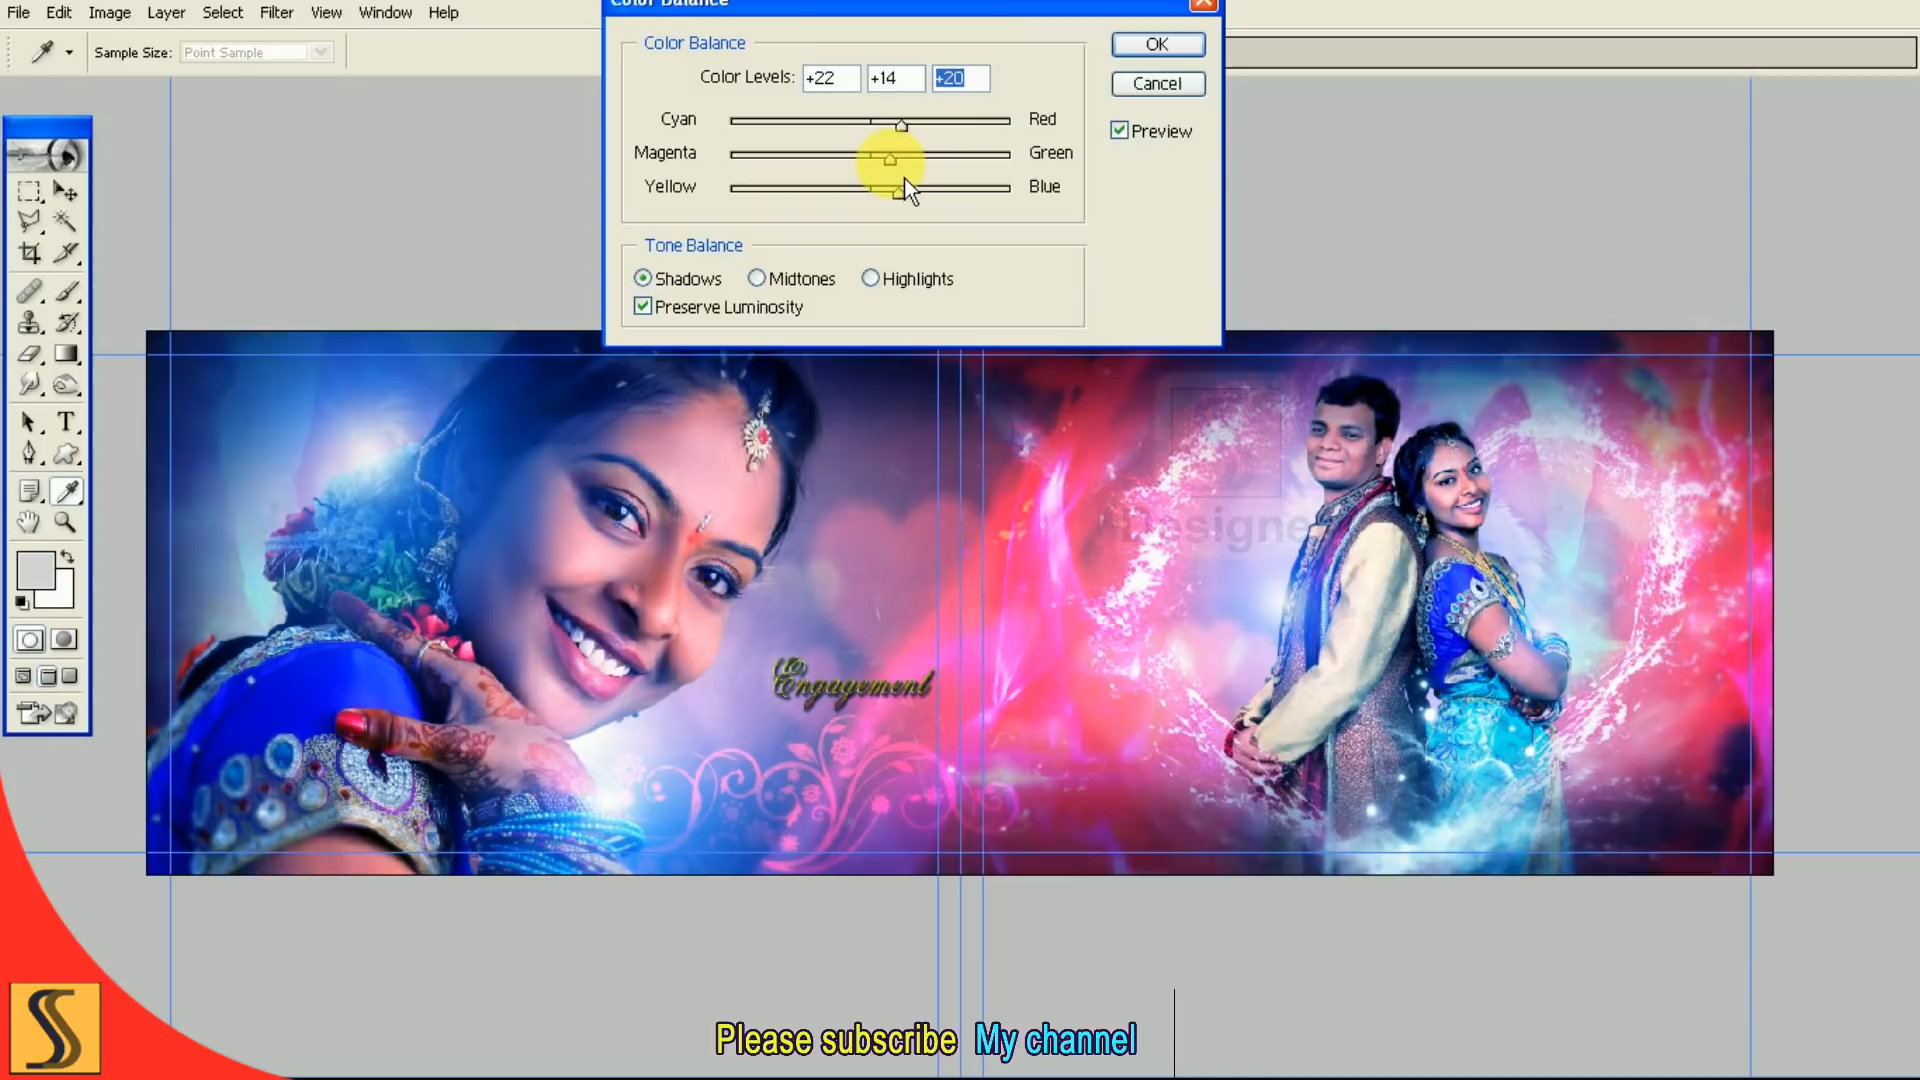 File Edit Image Layer Select Filter View Window Help
Sample Size: Point Sample
Color Balance
Color Balance
OK
Color Levels: +22 +14 +20
Cancel
Cyan Red
Preview
Magenta Green
Yellow Blue
Tone Balance
Shadows Midtones Highlights
Preserve Luminosity
Designe
Engagement
Please subscribe My channel